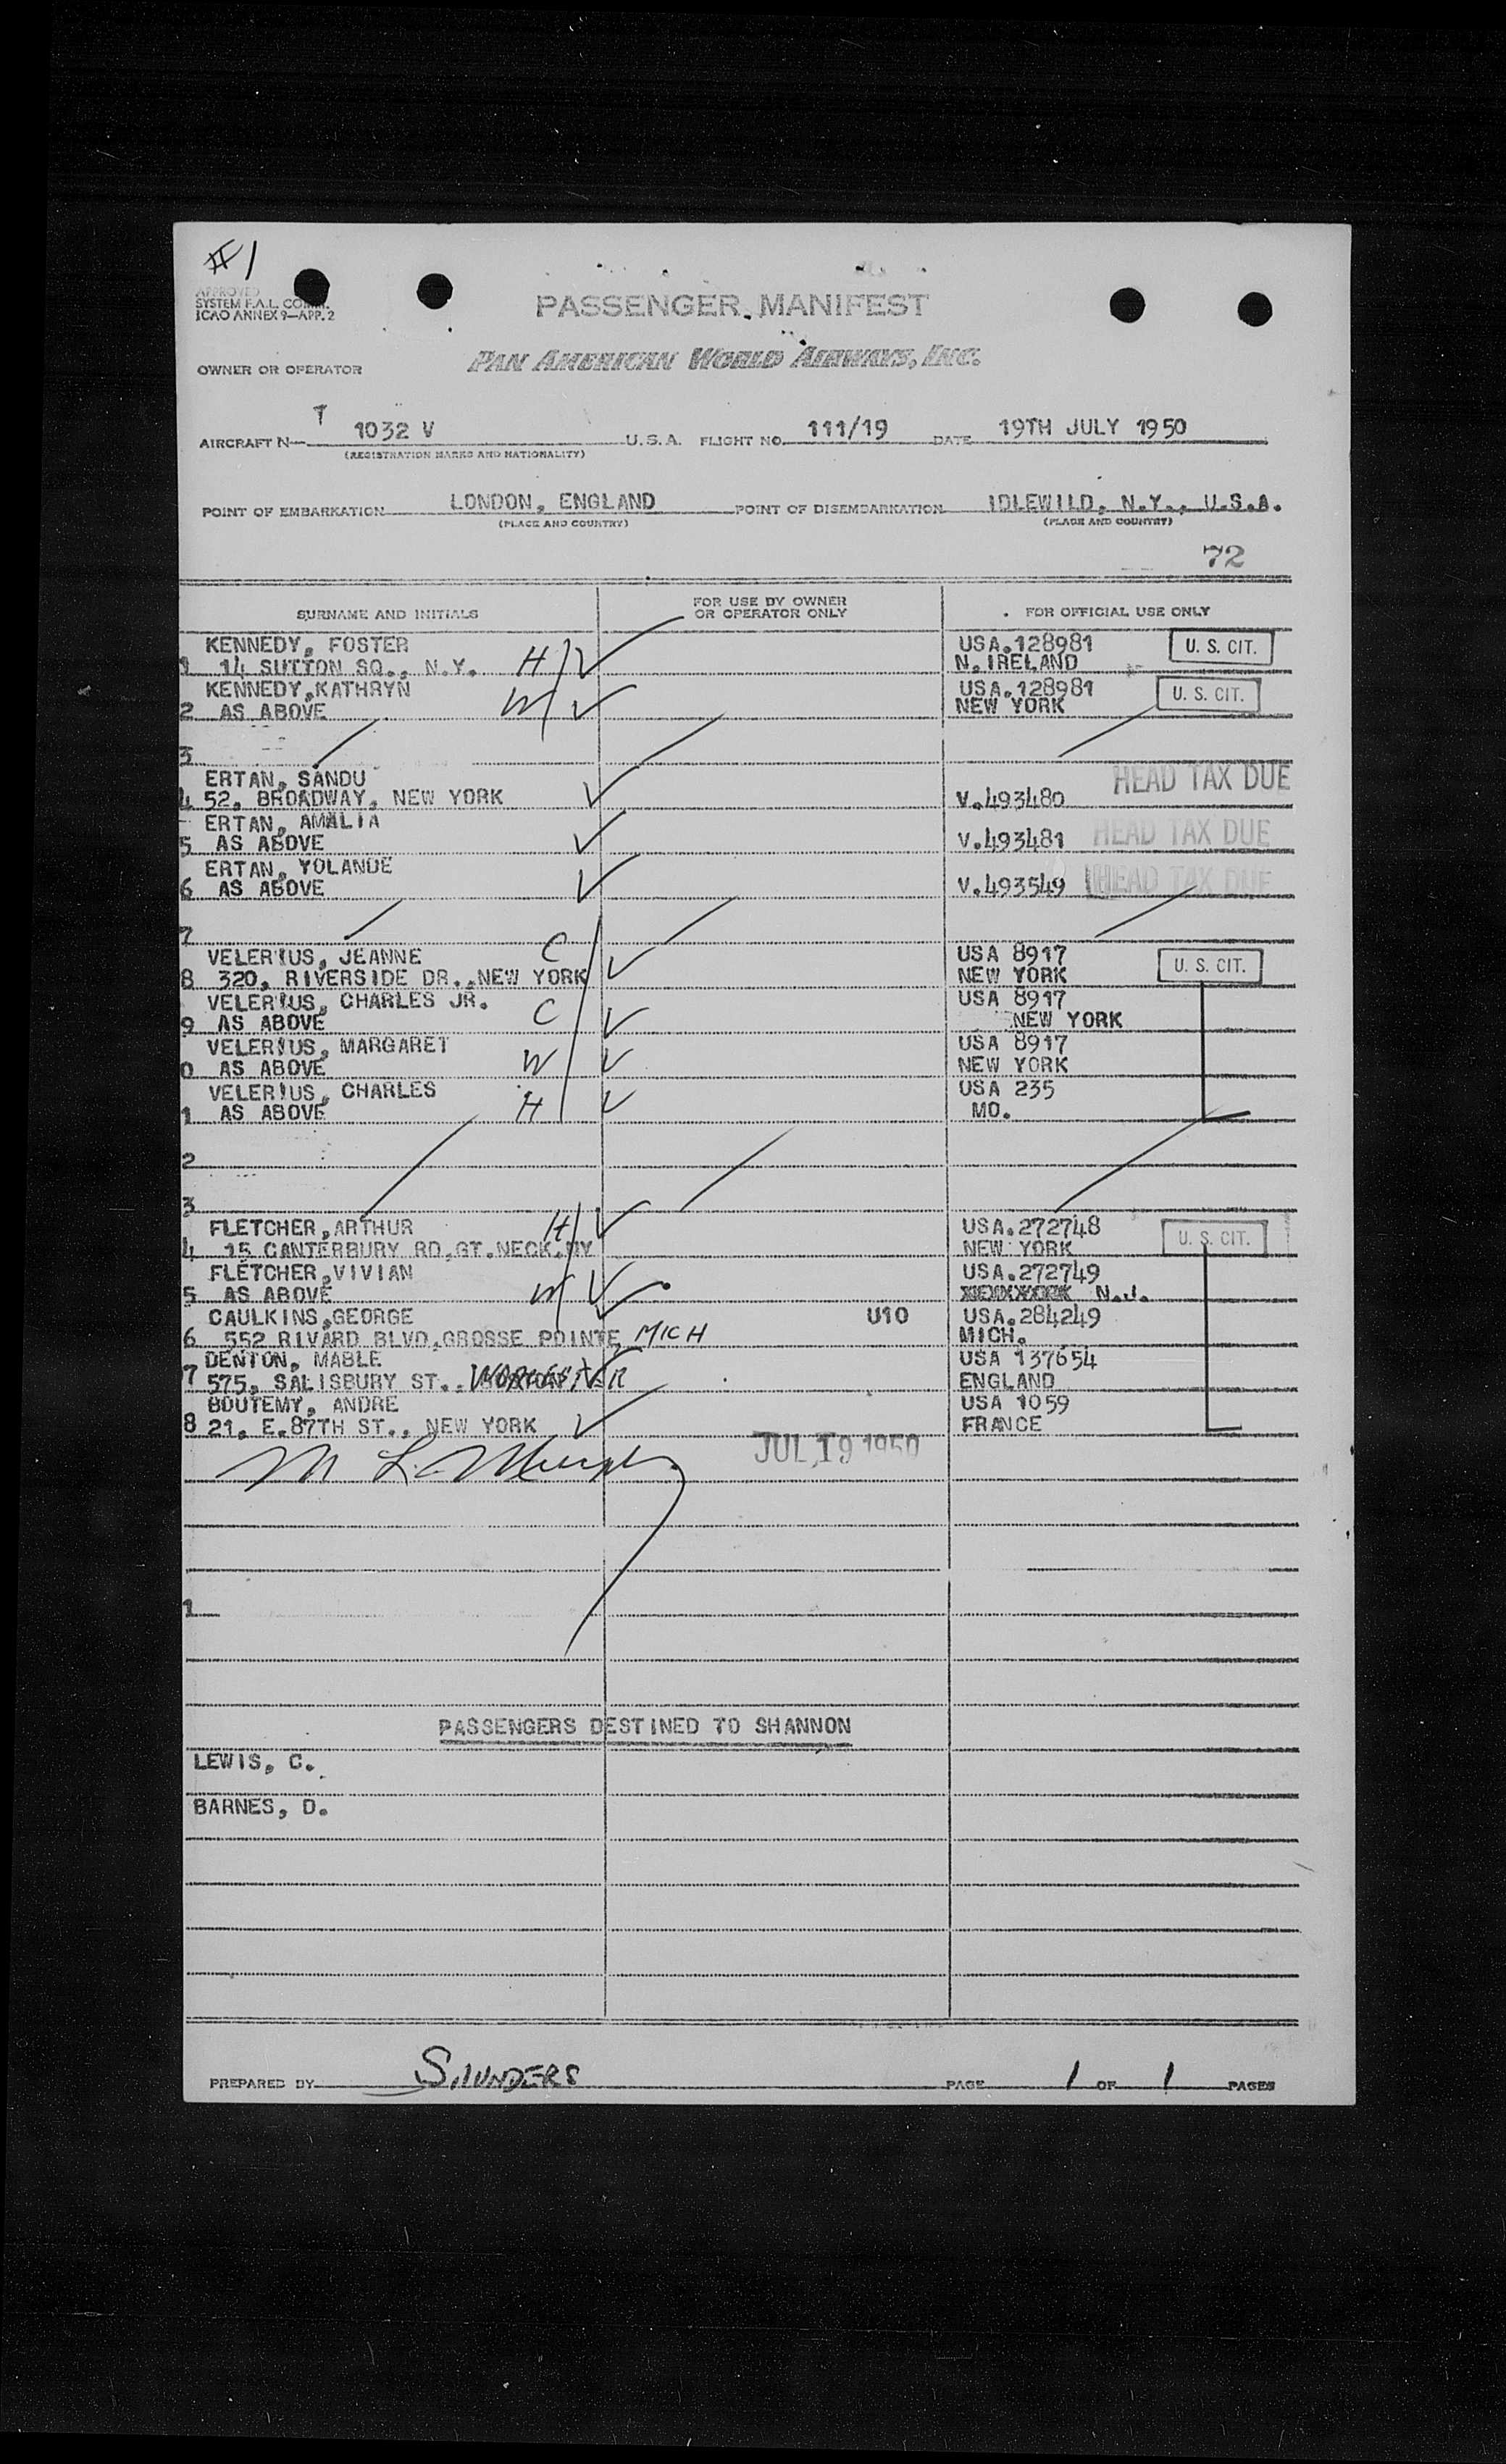 #1
APPROVED
SYSTEM F.A.L. COMM.
ICAO ANNEX 9—APP. 2
PASSENGER MANIFEST
OWNER OR OPERATOR PAN AMERICAN WORLD AIRWAYS, INC.
AIRCRAFT N— 1032 V U.S.A. FLIGHT NO. 111/19 DATE 19TH JULY 1950
(REGISTRATION MARKS AND NATIONALITY)
POINT OF EMBARKATION LONDON, ENGLAND POINT OF DISEMBARKATION IDLEWILD, N.Y., U.S.A.
(PLACE AND COUNTRY) (PLACE AND COUNTRY)
72
SURNAME AND INITIALS FOR USE BY OWNER OR OPERATOR ONLY FOR OFFICIAL USE ONLY
KENNEDY, FOSTER USA.128981 U. S. CIT.
1 14 SUTTON SQ., N.Y. H N.IRELAND
KENNEDY,KATHRYN USA.128981 U. S. CIT.
2 AS ABOVE W NEW YORK
3
ERTAN, SANDU HEAD TAX DUE
4 52, BROADWAY, NEW YORK V.493480
ERTAN, AMALIA
5 AS ABOVE V.493481 HEAD TAX DUE
ERTAN, YOLANDE
6 AS ABOVE V.493549 HEAD TAX DUE
7
VELERIUS, JEANNE C USA 8917 U. S. CIT.
8 320, RIVERSIDE DR.,NEW YORK NEW YORK
VELERIUS, CHARLES JR. C USA 8917
9 AS ABOVE NEW YORK
VELERIUS, MARGARET W USA 8917
0 AS ABOVE NEW YORK
VELERIUS, CHARLES H USA 235
1 AS ABOVE MO.
2
3
FLETCHER,ARTHUR H USA.272748 U. S. CIT.
4 15 CANTERBURY RD,GT.NECK,NY NEW YORK
FLETCHER,VIVIAN W USA.272749
5 AS ABOVE N.J.
CAULKINS,GEORGE U10 USA.284249
6 552 RIVARD BLVD,GROSSE POINTE, MICH MICH.
DENTON, MABLE USA 137654
7 575, SALISBURY ST., ENGLAND
BOUTEMY, ANDRE USA 1059
8 21, E.87TH ST., NEW YORK FRANCE
M L Murphy JUL 19 1950
1
PASSENGERS DESTINED TO SHANNON
LEWIS, C.
BARNES, D.
PREPARED BY SAUNDERS PAGE 1 OF 1 PAGES